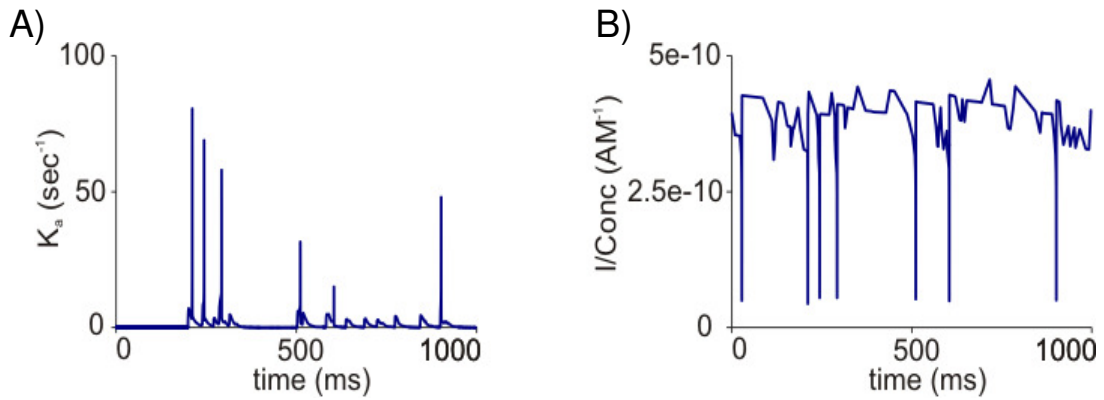 A)
100
50
0
Kₐ (sec⁻¹)
0 500 1000
time (ms)
B)
5e-10
2.5e-10
0
I/Conc (AM⁻¹)
0 500 1000
time (ms)